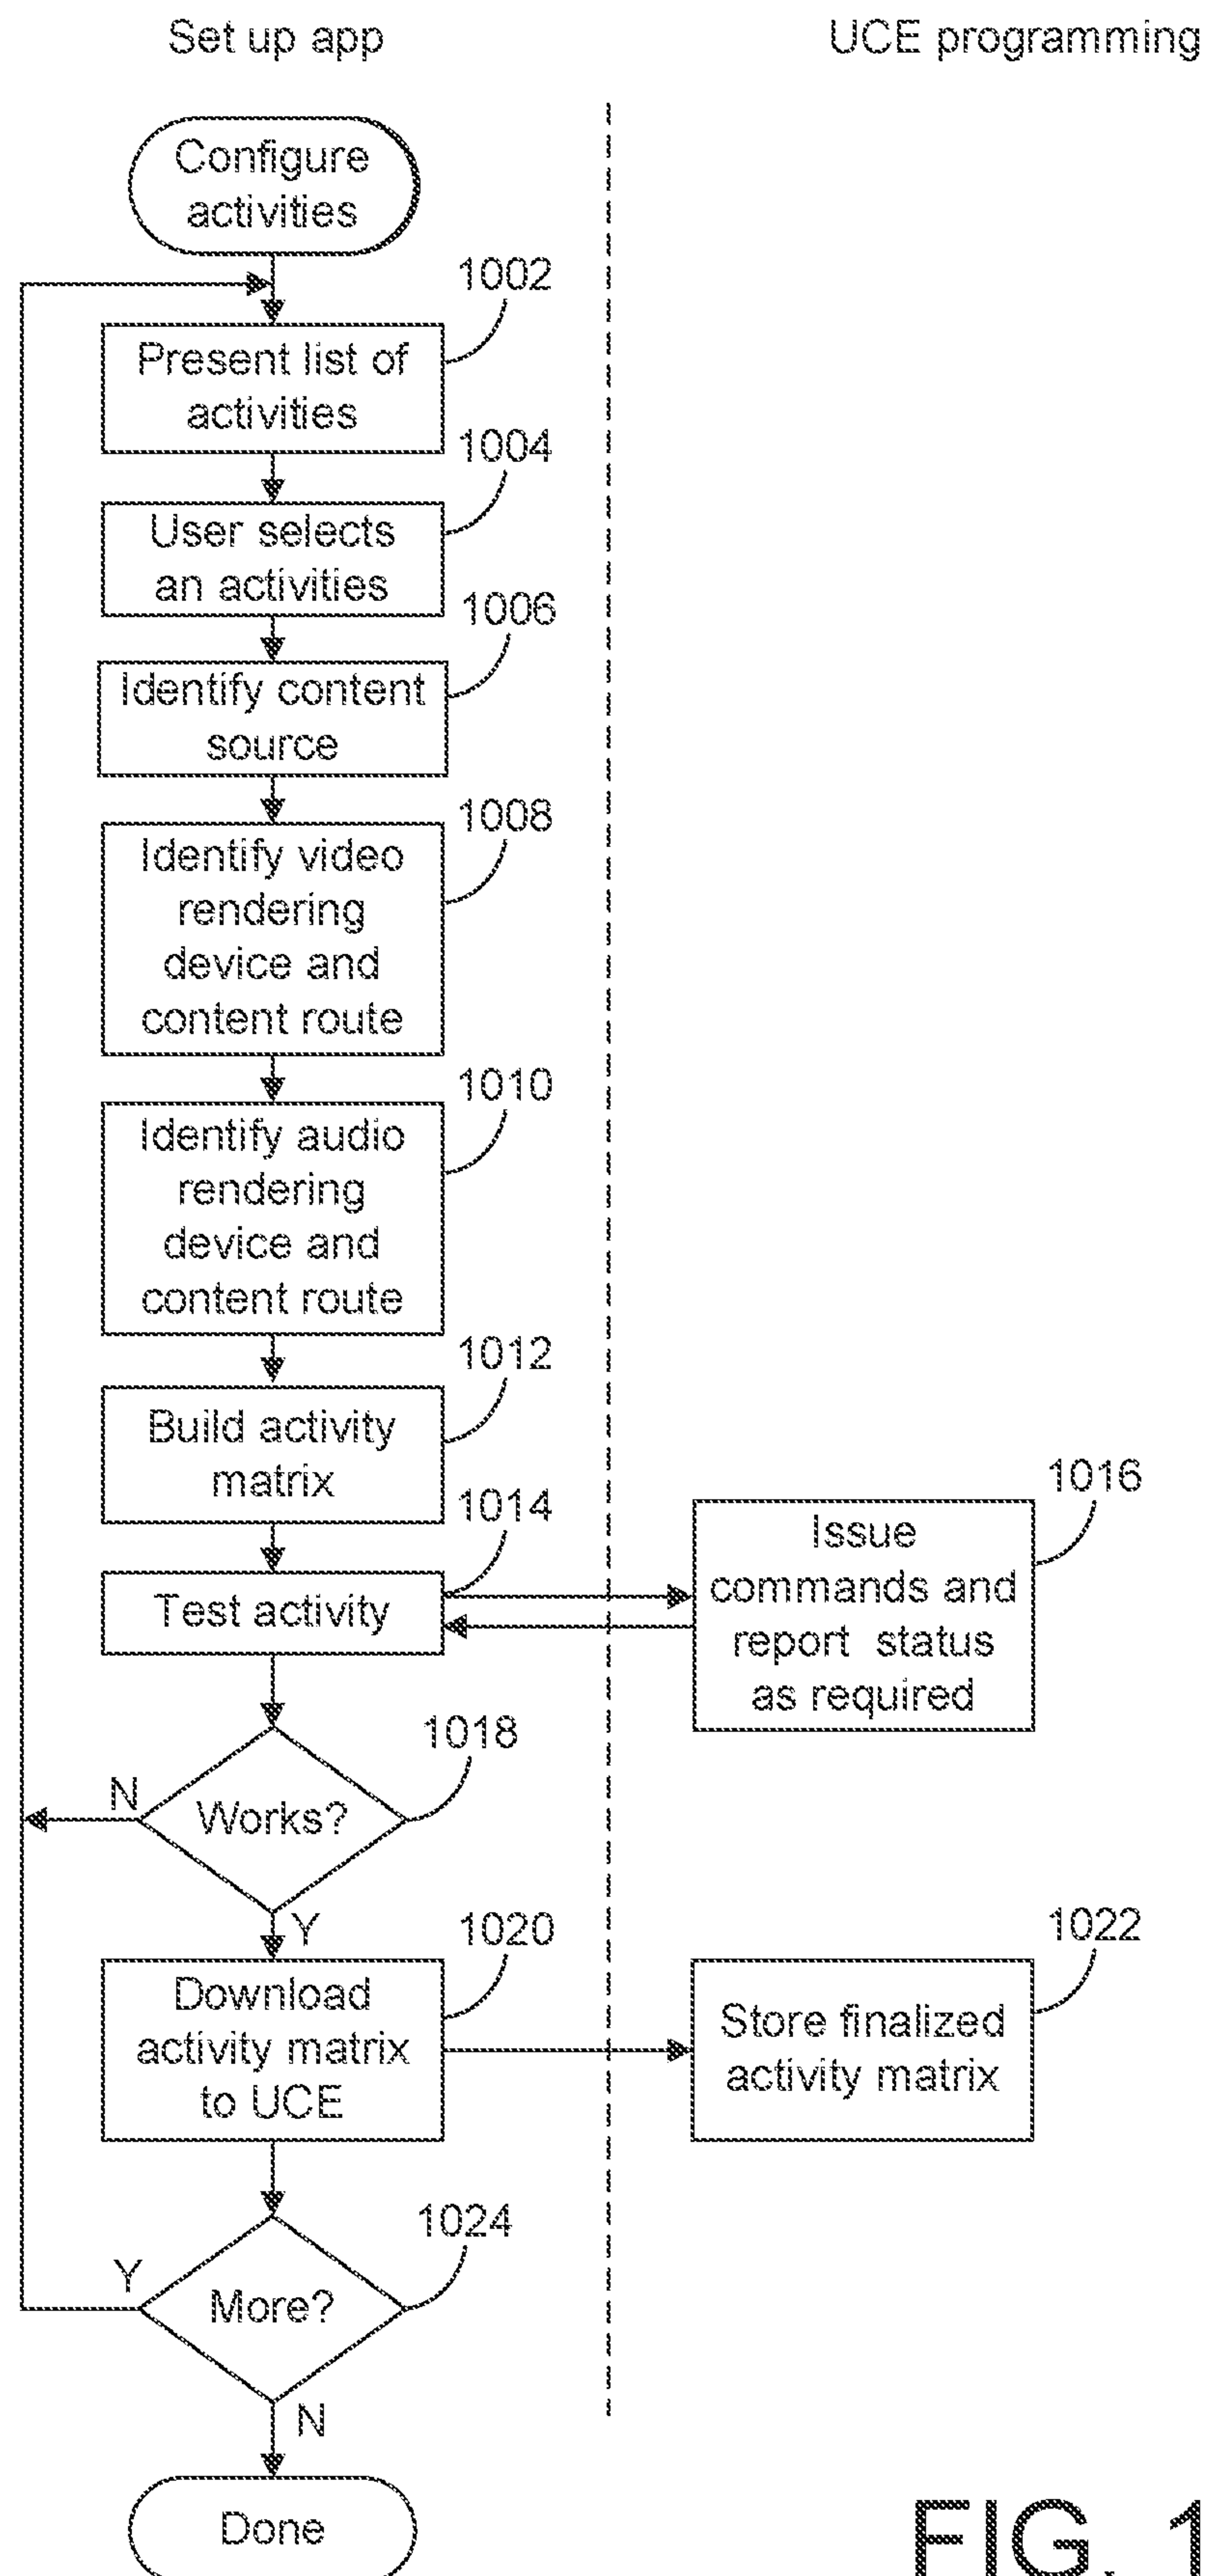 Set up app
UCE programming
Configure
activities
1002
Present list of
activities
1004
User selects
an activities
1006
Identify content
source
1008
Identify video
rendering
device and
content route
1010
Identify audio
rendering
device and
content route
1012
Build activity
matrix
1014
Test activity
1016
Issue
commands and
report status
as required
1018
Works?
N
Y
1020
Download
activity matrix
to UCE
1022
Store finalized
activity matrix
1024
More?
Y
N
Done
FIG. 1